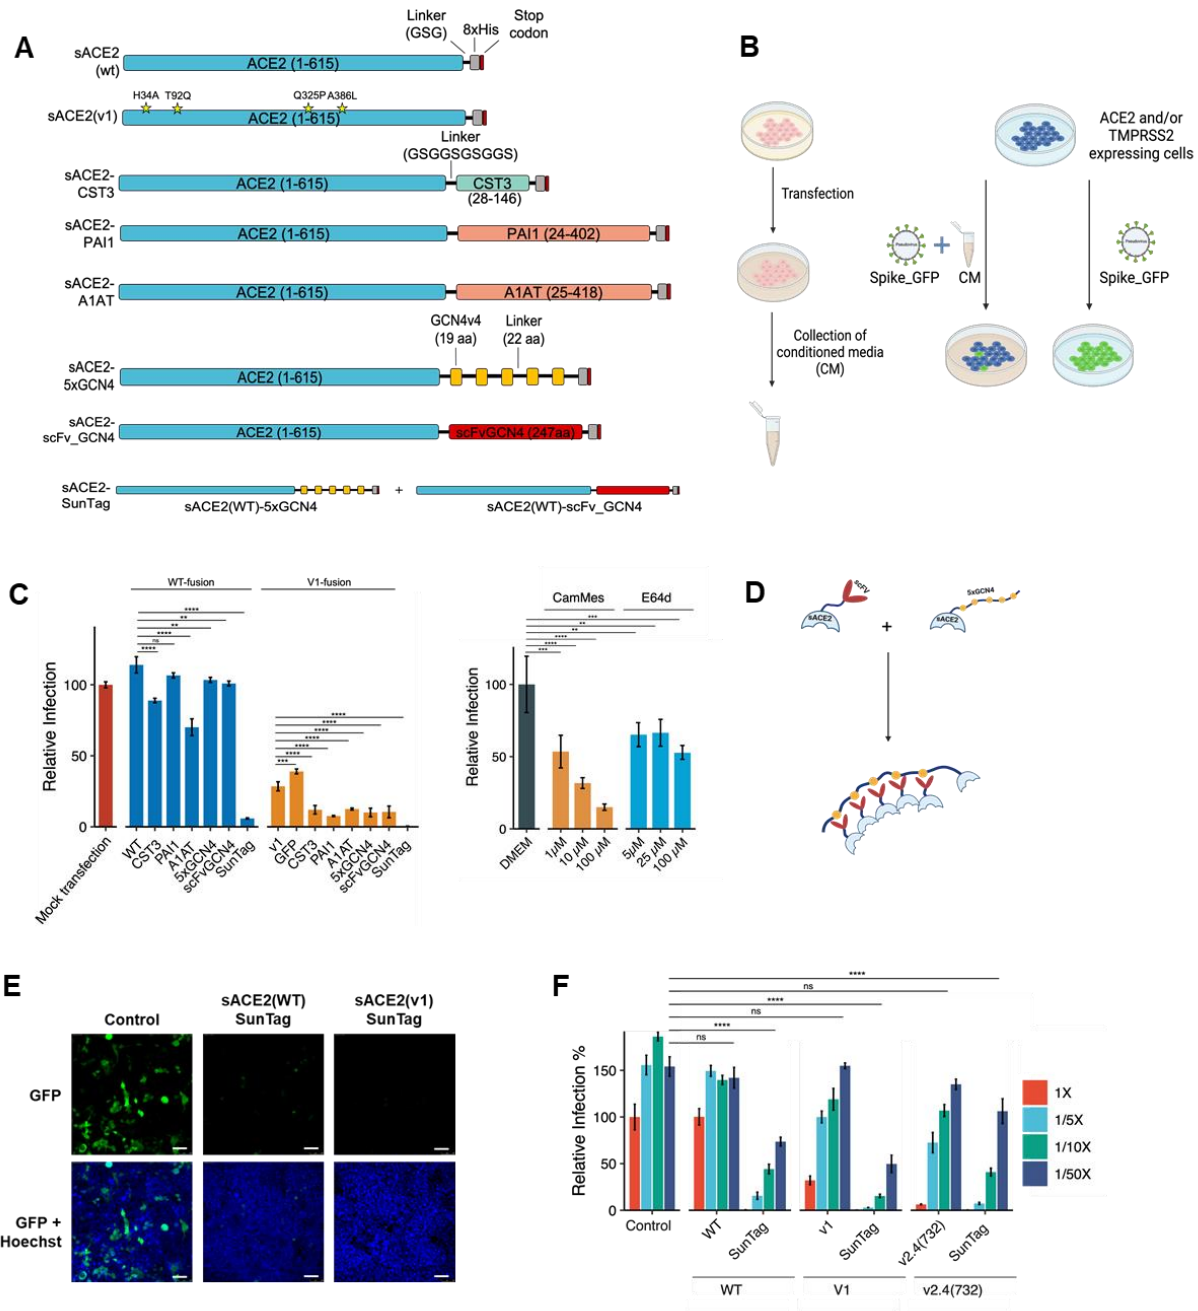 A
Linker
(GSG)
8xHis
Stop
codon
sACE2
(wt)
ACE2 (1-615)
H34A T92Q Q325P A386L
sACE2(v1)
ACE2 (1-615)
Linker
(GSGGSGSGGS)
sACE2-
CST3
ACE2 (1-615)
CST3
(28-146)
sACE2-
PAI1
ACE2 (1-615)
PAI1 (24-402)
sACE2-
A1AT
ACE2 (1-615)
A1AT (25-418)
GCN4v4
(19 aa)
Linker
(22 aa)
sACE2-
5xGCN4
ACE2 (1-615)
sACE2-
scFv_GCN4
ACE2 (1-615)
scFvGCN4 (247aa)
sACE2-
SunTag
+
sACE2(WT)-5xGCN4
sACE2(WT)-scFv_GCN4
B
ACE2 and/or
TMPRSS2
expressing cells
Transfection
Pseudovirus
+
Spike_GFP
CM
Pseudovirus
Spike_GFP
Collection of
conditioned media
(CM)
C
WT-fusion
V1-fusion
****
**
**
****
ns
****
****
****
****
****
****
****
***
Relative Infection
100
50
0
Mock transfection
WT
CST3
PAI1
A1AT
5xGCN4
scFvGCN4
SunTag
v1
GFP
CST3
PAI1
A1AT
5xGCN4
scFvGCN4
SunTag
CamMes
E64d
***
**
**
****
****
***
Relative Infection
100
50
0
DMEM
1µM
10 µM
100 µM
5µM
25 µM
100 µM
D
scFV
sACE2
+
5xGCN4
sACE2
E
Control
sACE2(WT)
SunTag
sACE2(v1)
SunTag
GFP
GFP +
Hoechst
F
****
ns
****
ns
****
ns
Relative Infection %
150
100
50
0
Control
WT
SunTag
v1
SunTag
v2.4(732)
SunTag
WT
V1
v2.4(732)
1X
1/5X
1/10X
1/50X